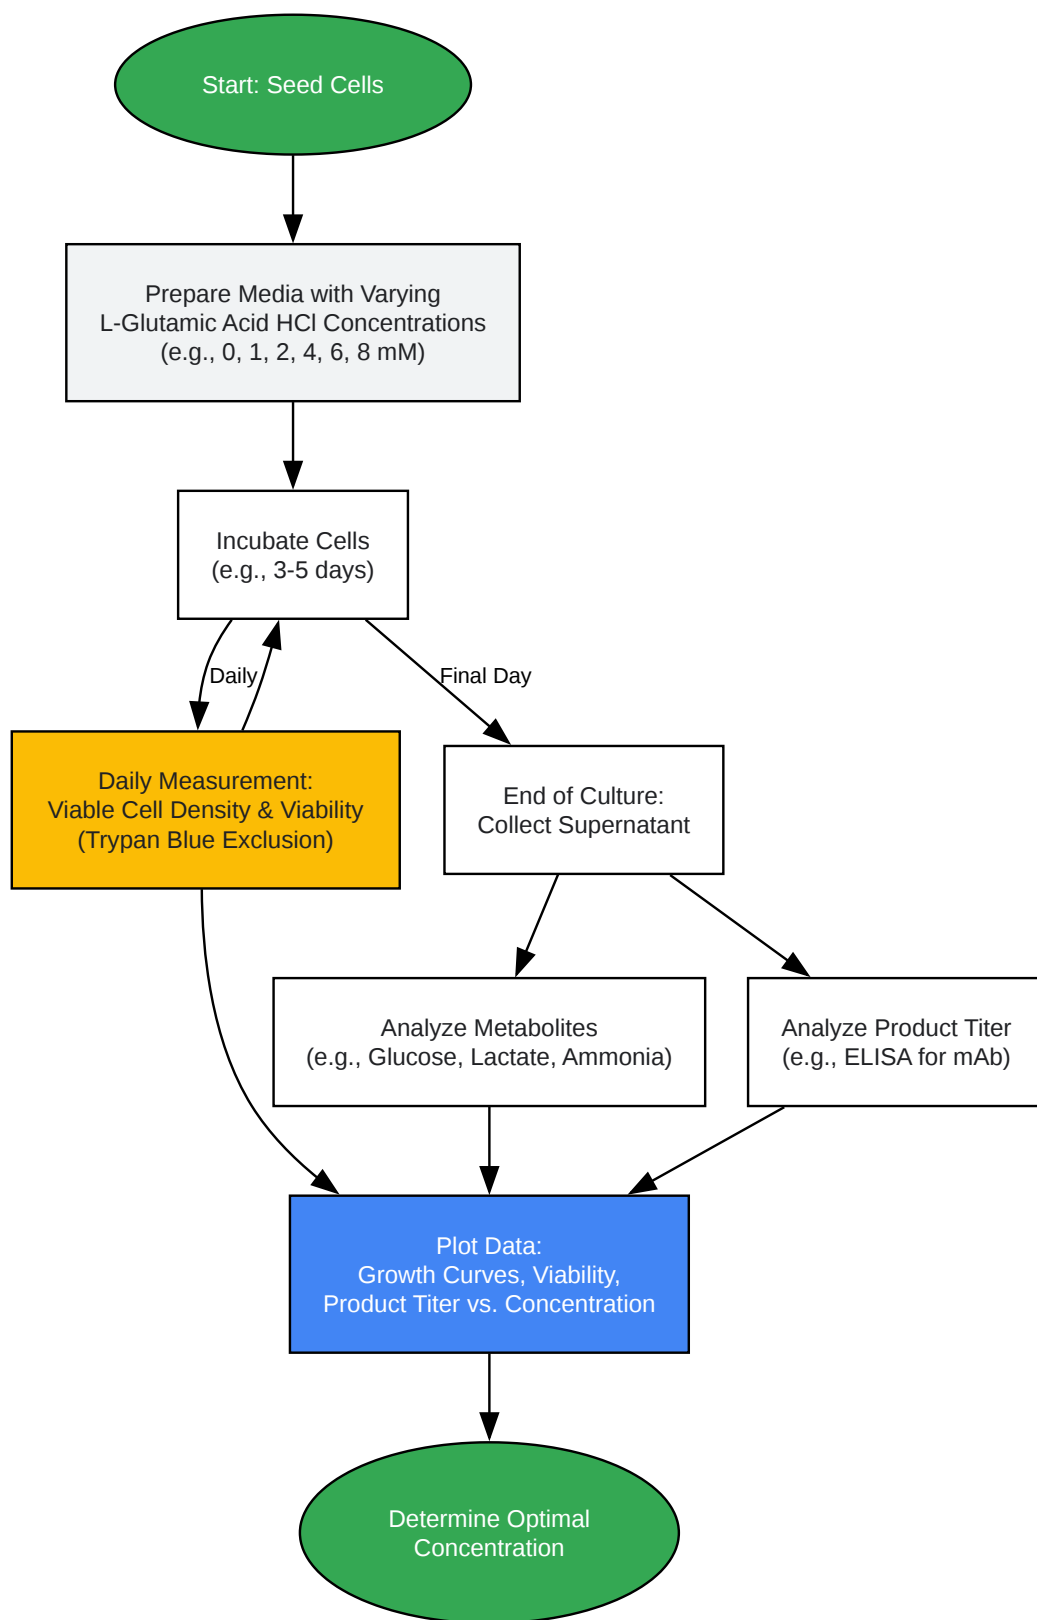 Start: Seed Cells
Prepare Media with Varying
L-Glutamic Acid HCl Concentrations
(e.g., 0, 1, 2, 4, 6, 8 mM)
Incubate Cells
(e.g., 3-5 days)
Daily
Final Day
Daily Measurement:
Viable Cell Density & Viability
(Trypan Blue Exclusion)
End of Culture:
Collect Supernatant
Analyze Metabolites
(e.g., Glucose, Lactate, Ammonia)
Analyze Product Titer
(e.g., ELISA for mAb)
Plot Data:
Growth Curves, Viability,
Product Titer vs. Concentration
Determine Optimal
Concentration